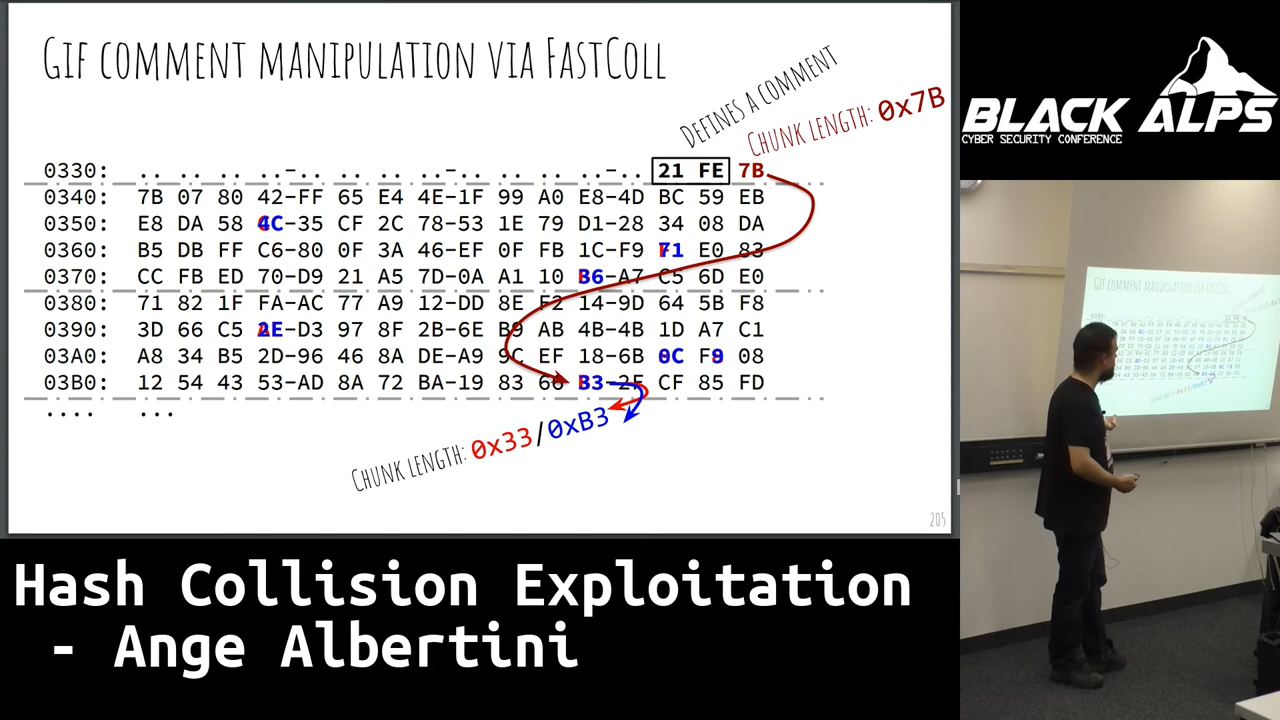 GIF COMMENT MANIPULATION VIA FASTCOLL
DEFINES A COMMENT
CHUNK LENGTH: 0x7B
0330: .. .. .. ..-.. .. .. ..-.. .. .. ..-.. 21 FE 7B
0340: 7B 07 80 42-FF 65 E4 4E-1F 99 A0 E8-4D BC 59 EB
0350: E8 DA 58 4C-35 CF 2C 78-53 1E 79 D1-28 34 08 DA
0360: B5 DB FF C6-80 0F 3A 46-EF 0F FB 1C-F9 71 E0 83
0370: CC FB ED 70-D9 21 A5 7D-0A A1 10 B6-A7 C5 6D E0
0380: 71 82 1F FA-AC 77 A9 12-DD 8E F2 14-9D 64 5B F8
0390: 3D 66 C5 2E-D3 97 8F 2B-6E B9 AB 4B-4B 1D A7 C1
03A0: A8 34 B5 2D-96 46 8A DE-A9 9C EF 18-6B 0C F9 08
03B0: 12 54 43 53-AD 8A 72 BA-19 83 66 B3-2F CF 85 FD
.... ...
CHUNK LENGTH: 0x33/0xB3
205
BLACK ALPS
CYBER SECURITY CONFERENCE
GIF COMMENT MANIPULATION VIA FASTCOLL
Hash Collision Exploitation
- Ange Albertini